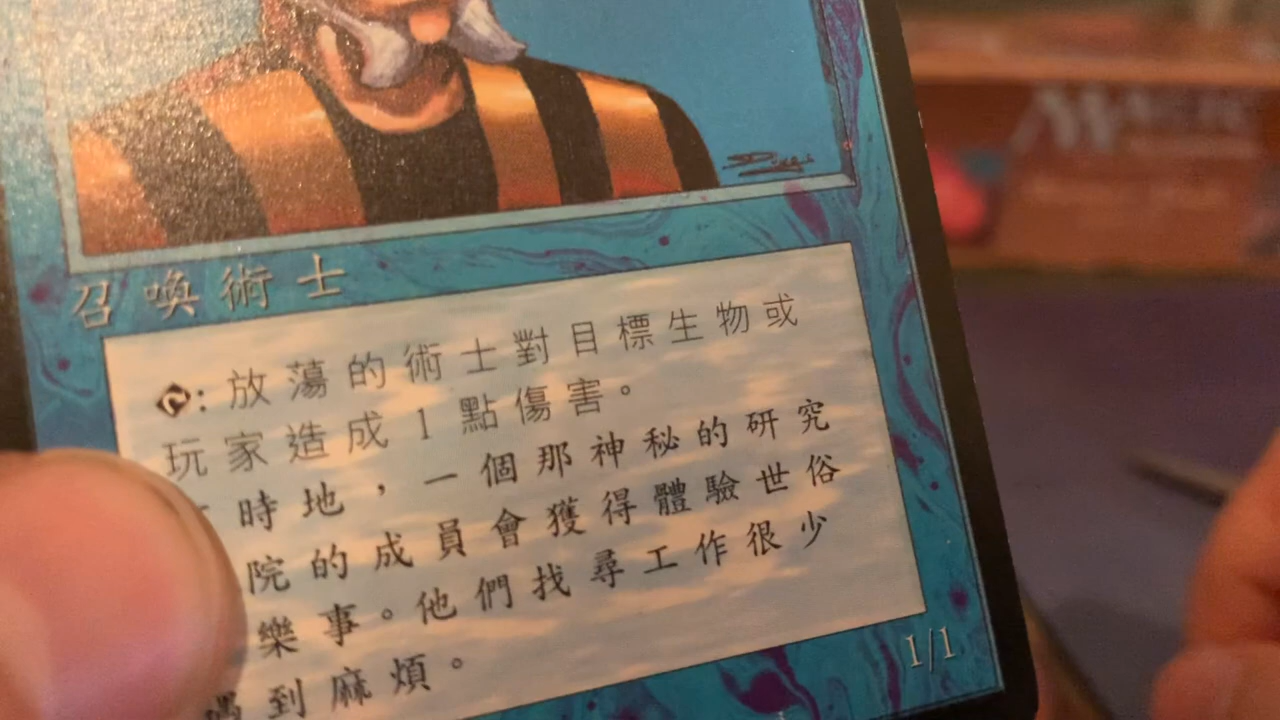 召喚術士
: 放蕩的術士對目標生物或
玩家造成1點傷害。
時地，一個那神秘的研究
院的成員會獲得體驗世俗
樂事。他們找尋工作很少
遇到麻煩。
1/1
MAGIC